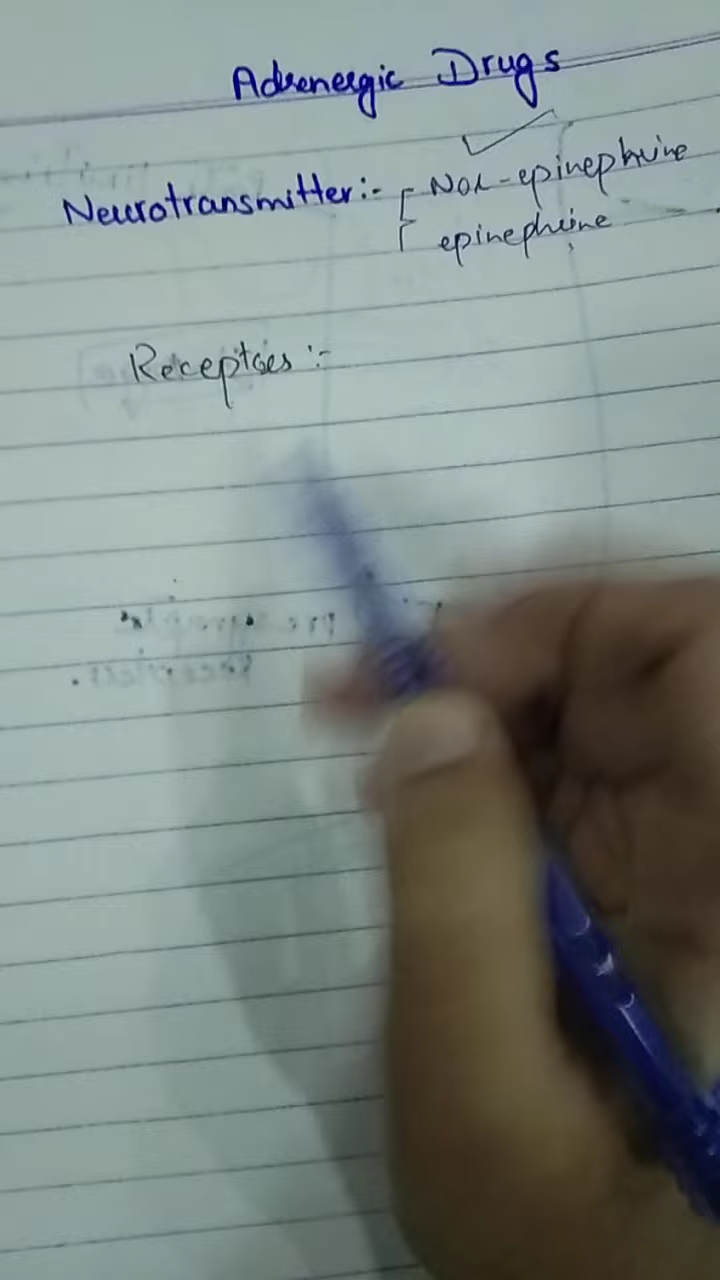 Adrenergic Drugs
Neurotransmitter:- Nor-epinephrine
epinephrine
Receptors :-